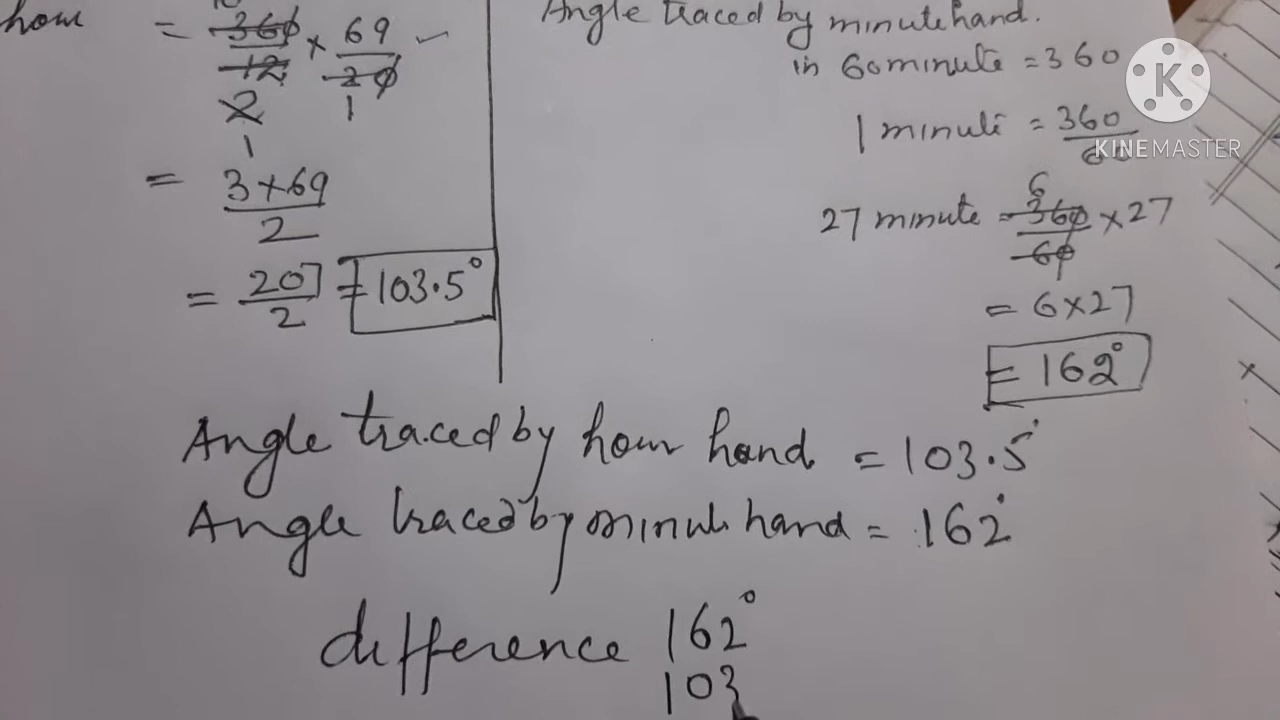 hour = 360/12 × 69/20
2 1
1
= 3×69/2
= 207/2 = 103.5°
Angle traced by minute hand.
in 60 minute = 360
1 minute = 360/60
6
27 minute = 360/60 × 27
= 6×27
= 162°
K
KINEMASTER
Angle traced by hour hand = 103.5°
Angle traced by minute hand = 162°
difference 162°
103